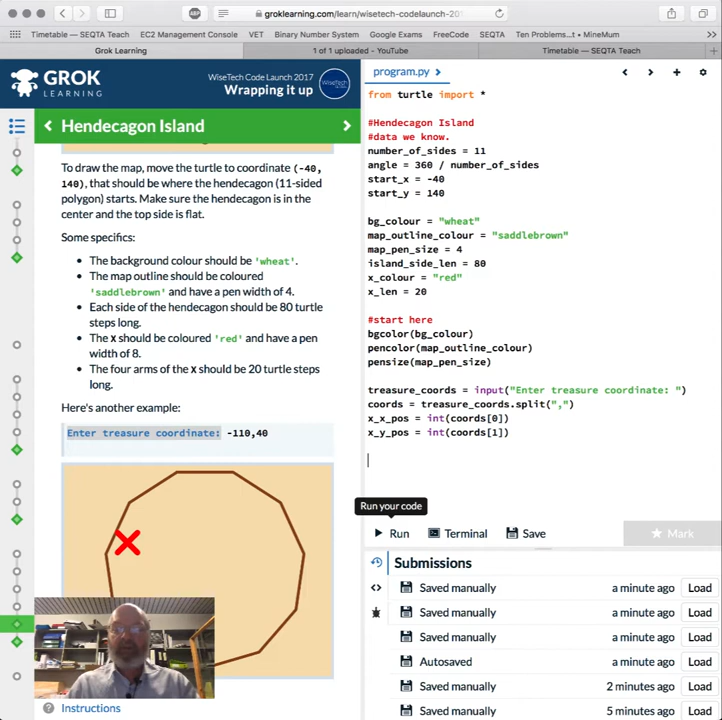 groklearning.com/learn/wisetech-codelaunch-201
Timetable — SEQTA Teach
EC2 Management Console
VET
Binary Number System
Google Exams
FreeCode
SEQTA
Ten Problems...t • MineMum
Grok Learning
1 of 1 uploaded - YouTube
Timetable — SEQTA Teach
GROK
LEARNING
WiseTech Code Launch 2017
Wrapping it up
Hendecagon Island
To draw the map, move the turtle to coordinate (-40,
140), that should be where the hendecagon (11-sided
polygon) starts. Make sure the hendecagon is in the
center and the top side is flat.
Some specifics:
• The background colour should be 'wheat'.
• The map outline should be coloured
'saddlebrown' and have a pen width of 4.
• Each side of the hendecagon should be 80 turtle
steps long.
• The X should be coloured 'red' and have a pen
width of 8.
• The four arms of the X should be 20 turtle steps
long.
Here's another example:
Enter treasure coordinate: -110,40
Instructions
program.py
from turtle import *
#Hendecagon Island
#data we know.
number_of_sides = 11
angle = 360 / number_of_sides
start_x = -40
start_y = 140
bg_colour = "wheat"
map_outline_colour = "saddlebrown"
map_pen_size = 4
island_side_len = 80
x_colour = "red"
x_len = 20
#start here
bgcolor(bg_colour)
pencolor(map_outline_colour)
pensize(map_pen_size)
treasure_coords = input("Enter treasure coordinate: ")
coords = treasure_coords.split(",")
x_x_pos = int(coords[0])
x_y_pos = int(coords[1])
Run your code
Run
Terminal
Save
Mark
Submissions
Saved manually a minute ago Load
Saved manually a minute ago Load
Saved manually a minute ago Load
Autosaved a minute ago Load
Saved manually 2 minutes ago Load
Saved manually 5 minutes ago Load